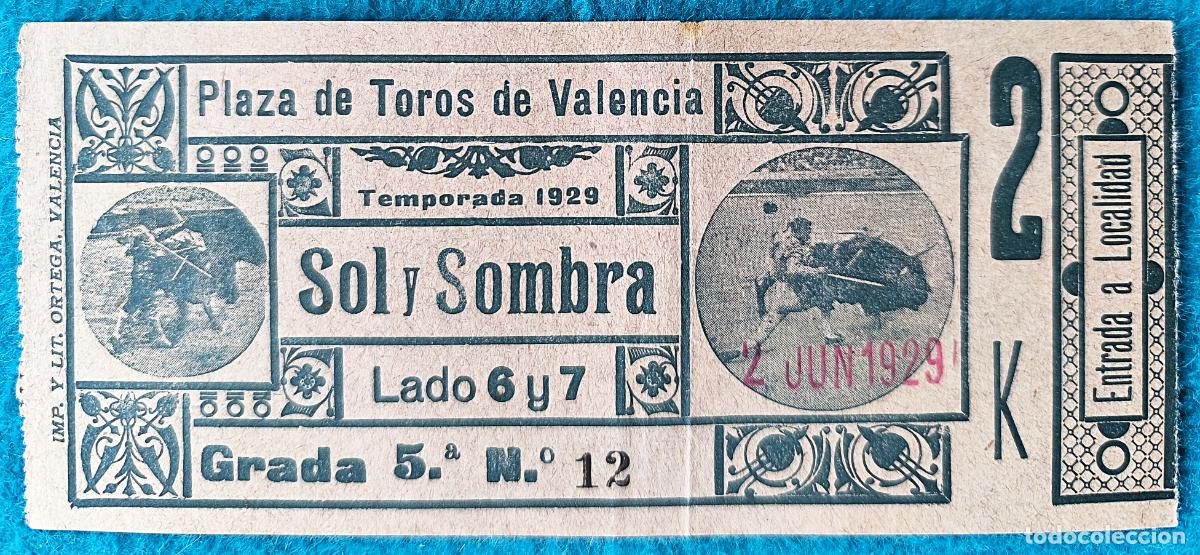 IMP. Y LIT. ORTEGA, VALENCIA
Plaza de Toros de Valencia
Temporada 1929
Sol y Sombra
Lado 6 y 7
Grada 5.ª N.º 12
2 JUN 1929
2
K
Entrada a Localidad
todocoleccion